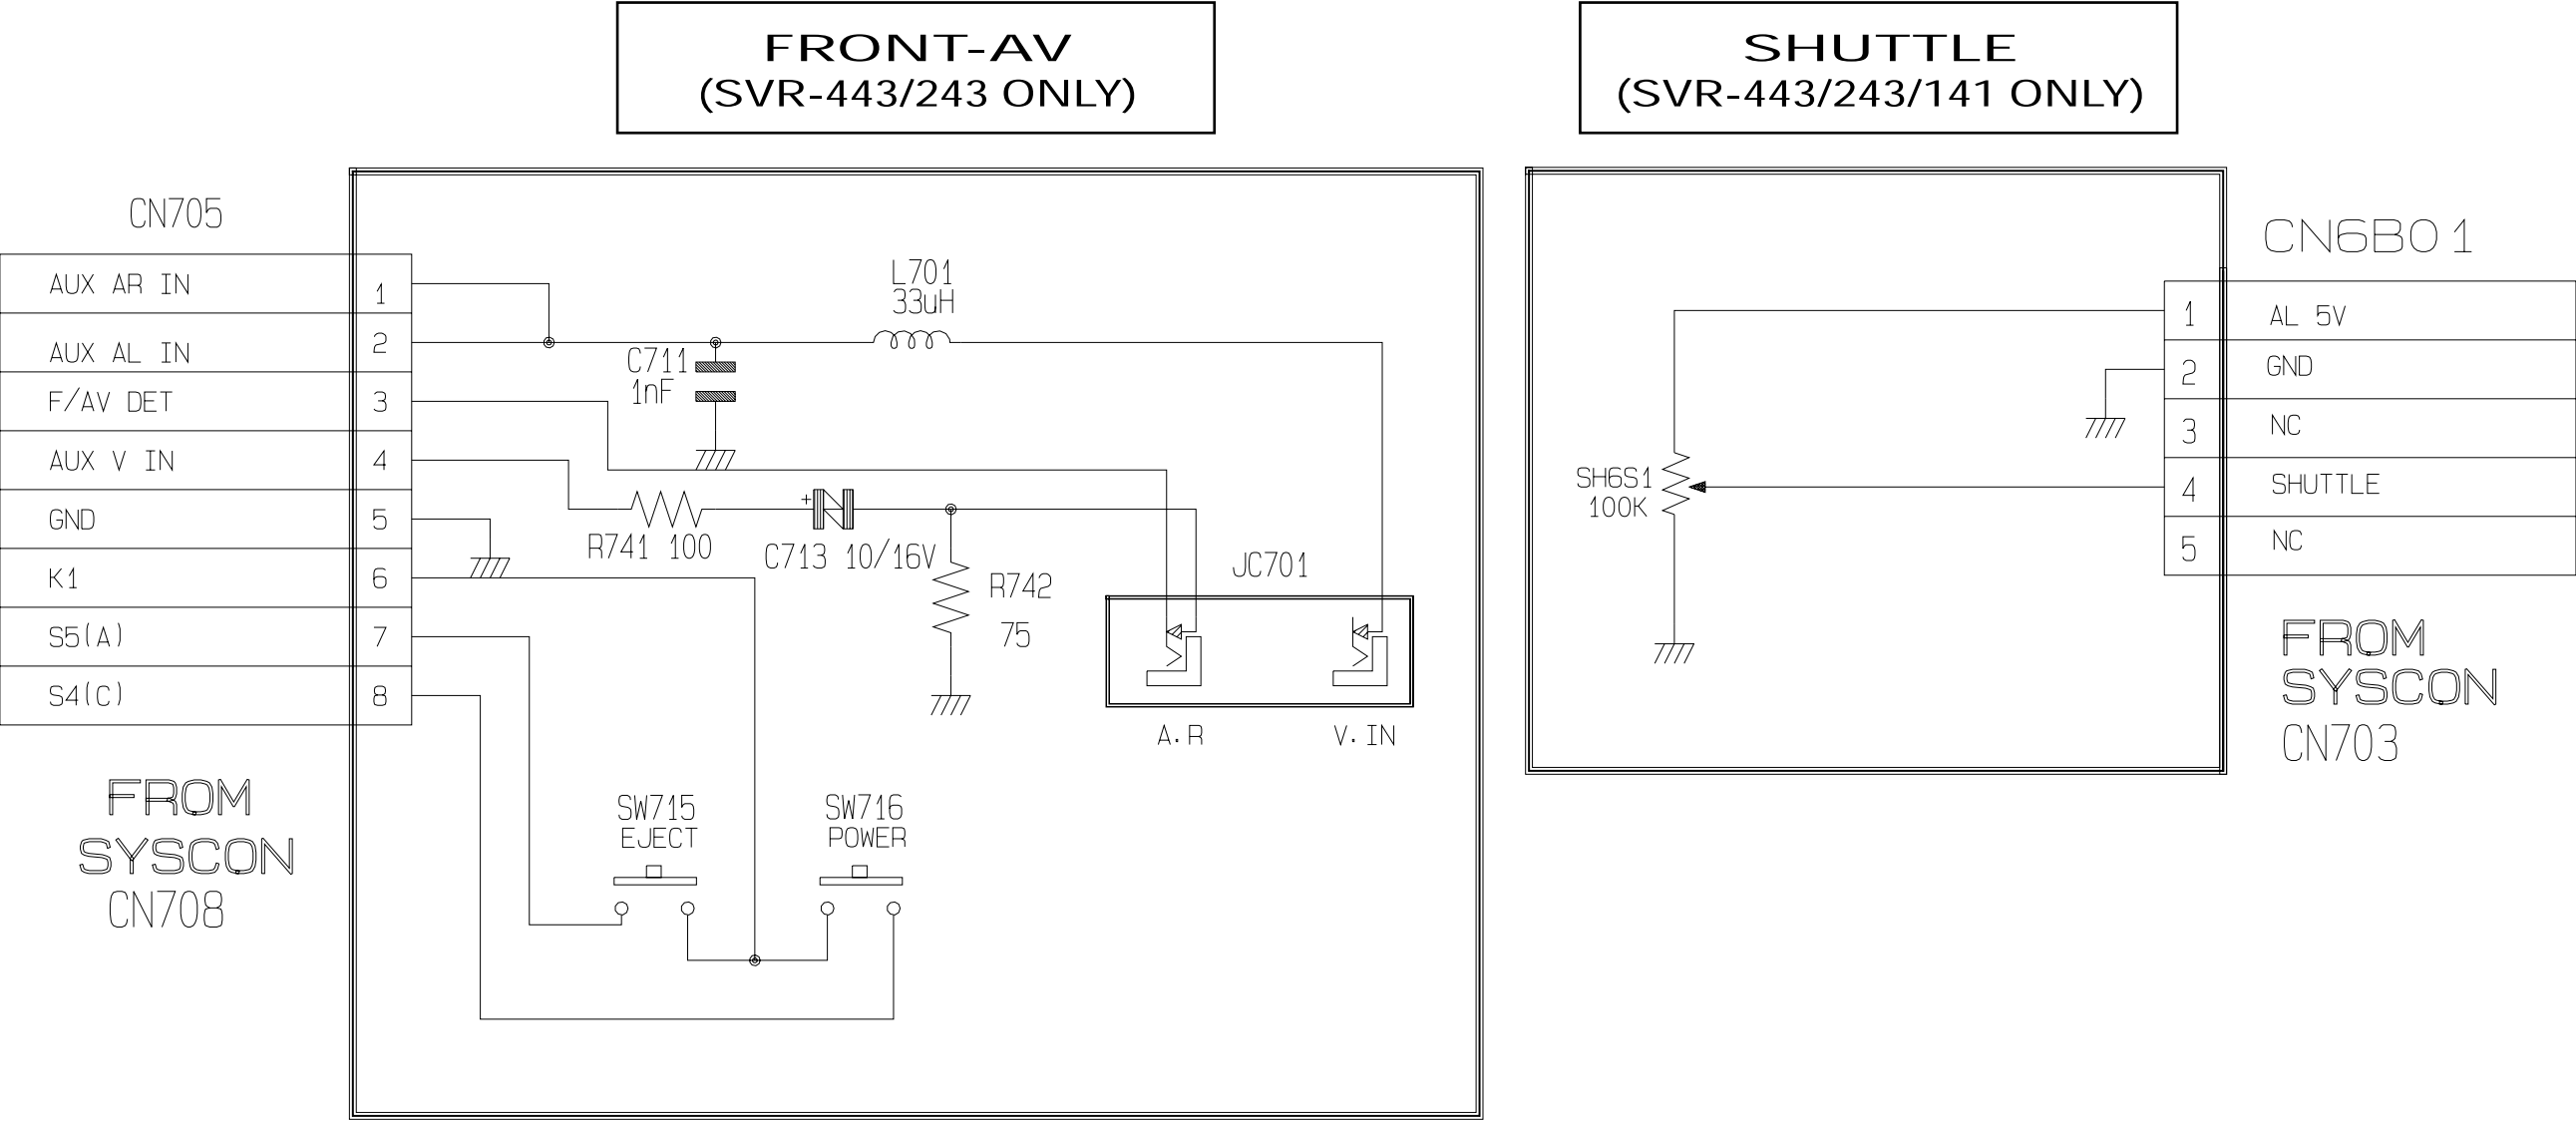 FRONT-AV
(SVR-443/243 ONLY)
SHUTTLE
(SVR-443/243/141 ONLY)
CN705
AUX AR IN 1
AUX AL IN 2
F/AV DET 3
AUX V IN 4
GND 5
K1 6
S5(A) 7
S4(C) 8
FROM
SYSCON
CN708
L701
33uH
C711
1nF
R741 100
+
C713 10/16V
R742
75
JC701
A.R
V.IN
SW715
EJECT
SW716
POWER
CN6B01
1 AL 5V
2 GND
3 NC
4 SHUTTLE
5 NC
SH6S1
100K
FROM
SYSCON
CN703